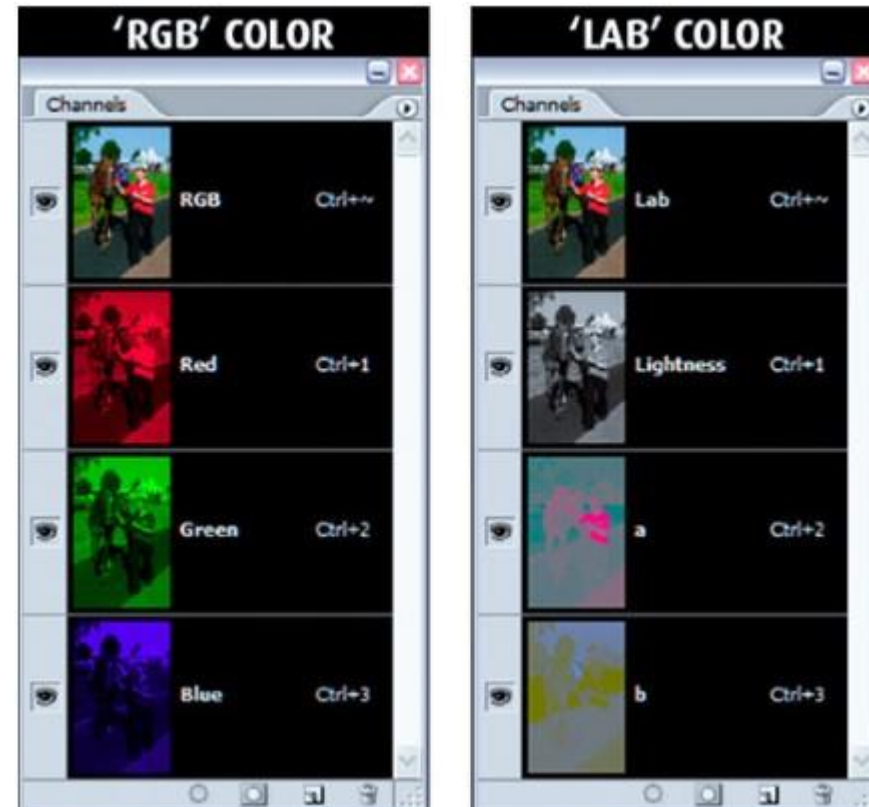 'RGB' COLOR
Channels
RGB Ctrl+~
Red Ctrl+1
Green Ctrl+2
Blue Ctrl+3
'LAB' COLOR
Channels
Lab Ctrl+~
Lightness Ctrl+1
a Ctrl+2
b Ctrl+3